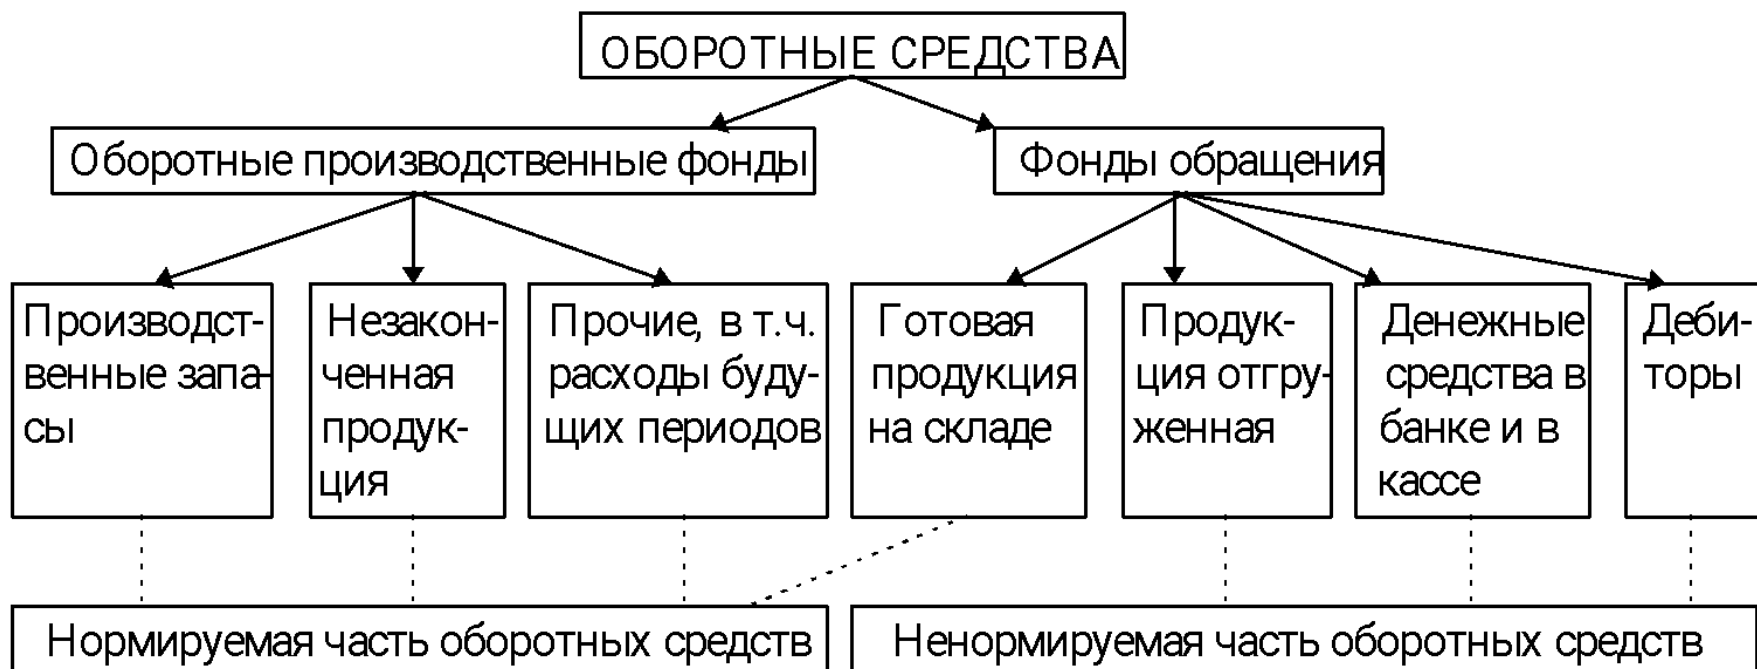 ОБОРОТНЫЕ СРЕДСТВА
Оборотные производственные фонды
Фонды обращения
Производст-
венные запа-
сы
Незакон-
ченная
продук-
ция
Прочие, в т.ч.
расходы буду-
щих периодов
Готовая
продукция
на складе
Продук-
ция отгру-
женная
Денежные
средства в
банке и в
кассе
Деби-
торы
Нормируемая часть оборотных средств
Ненормируемая часть оборотных средств